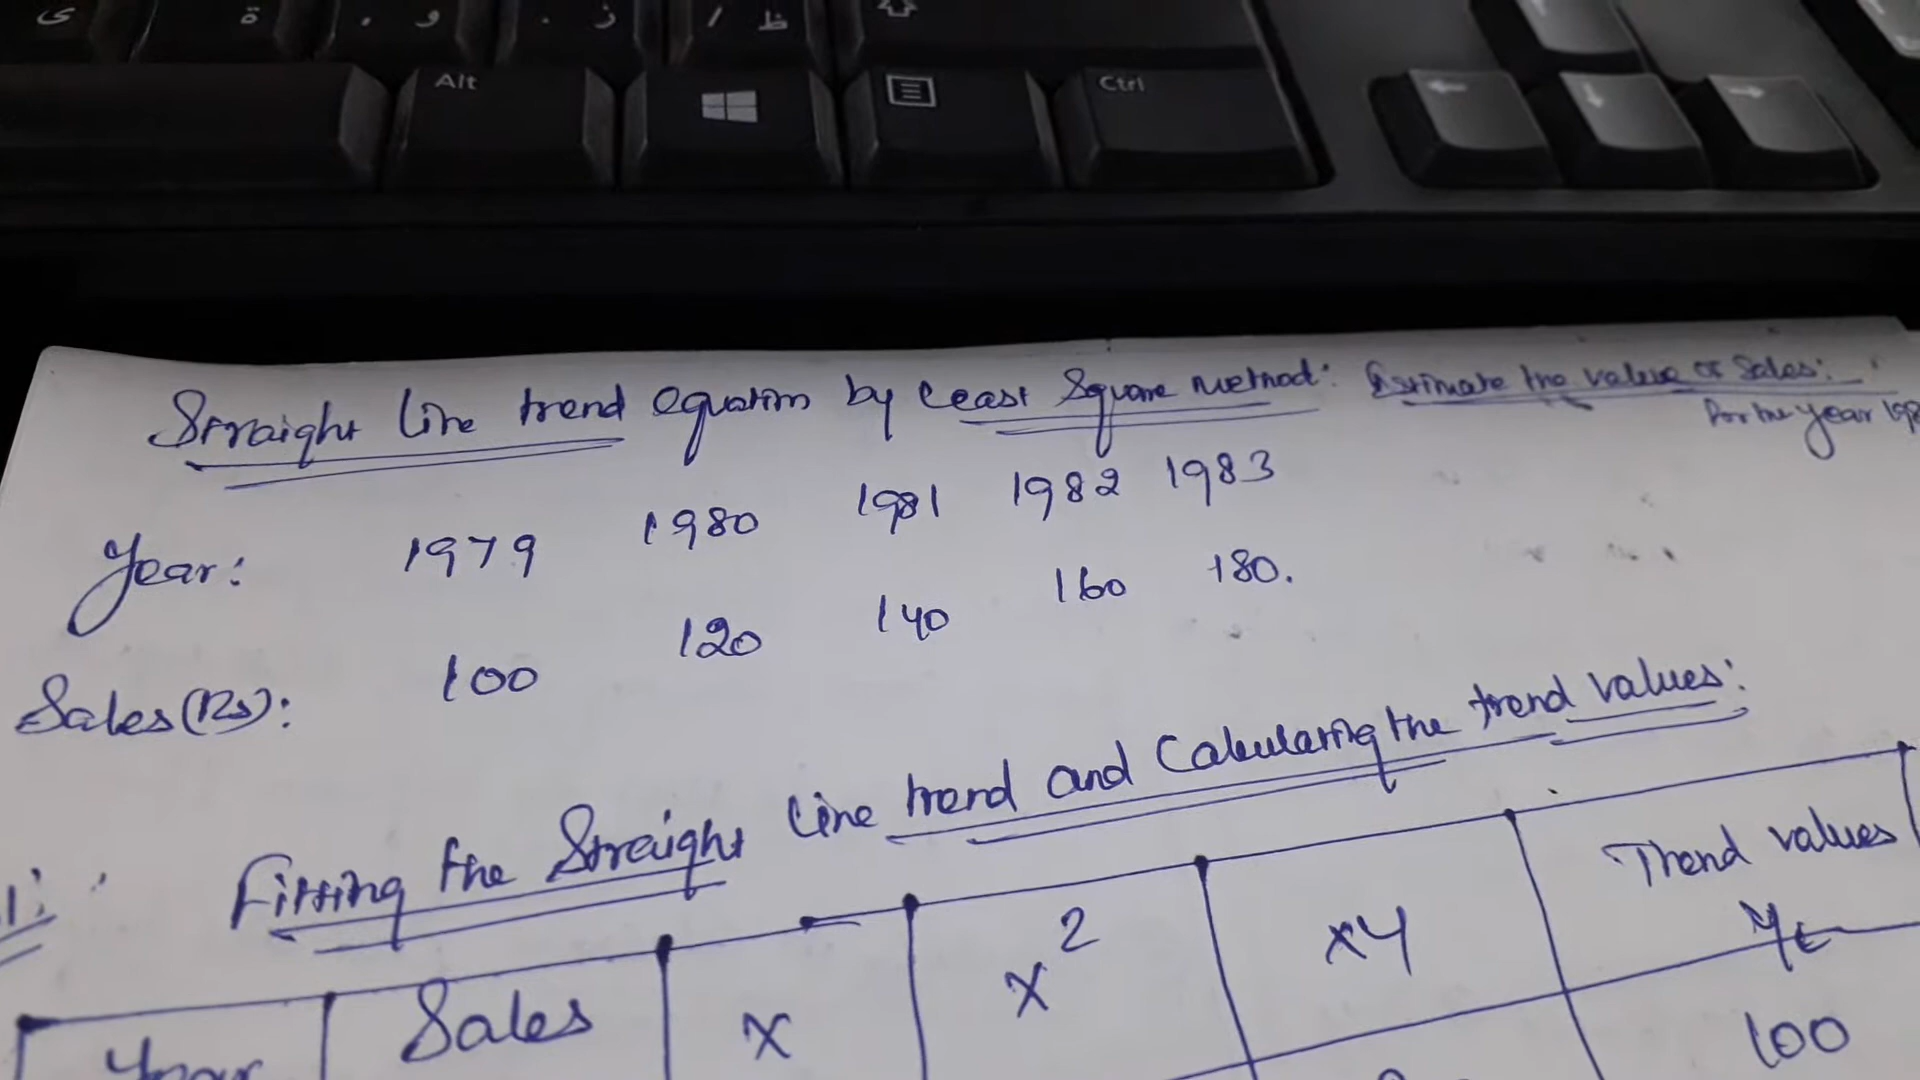 ى ة و ز / ظ
Alt Ctrl
Straight line trend equation by Least Square method: Estimate the value of Sales:
for the year
Year: 1979 1980 1981 1982 1983
Sales (Rs): 100 120 140 160 180.
Fitting the Straight line trend and Calculating the trend values:
Year Sales x x² xy Trend values
Yt
100